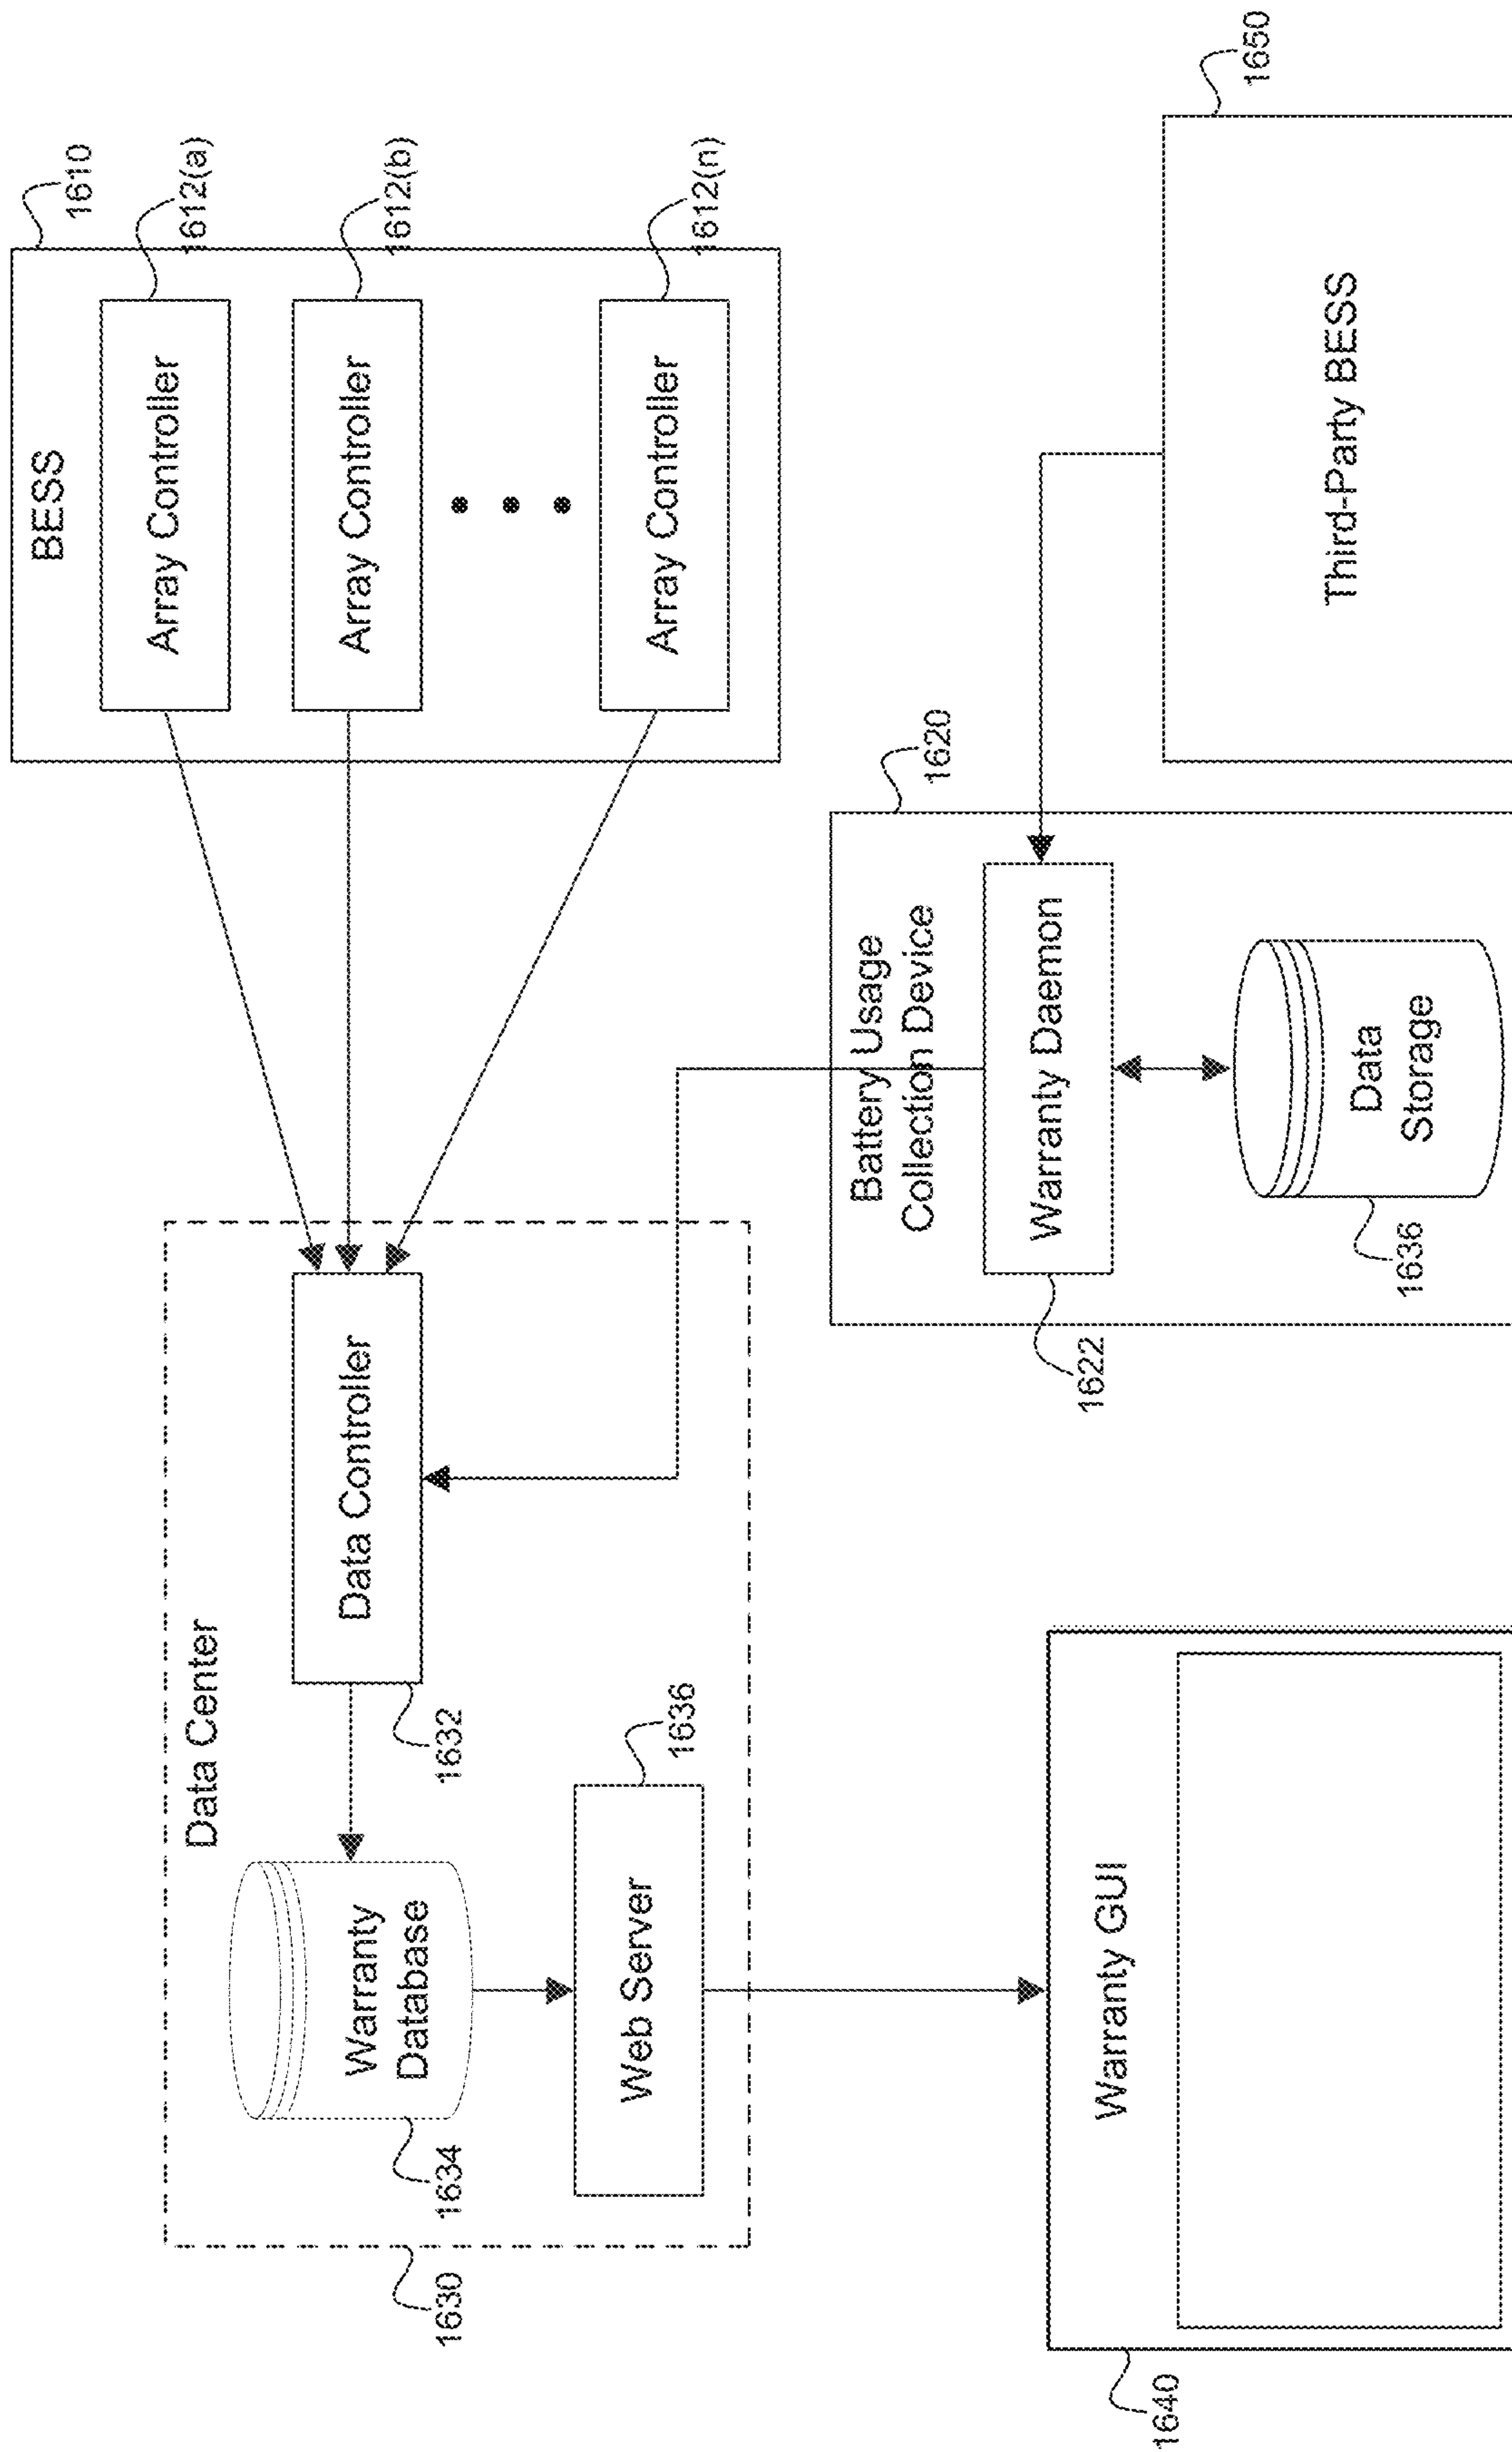 1630
Data Center
1634
Warranty
Database
1632
Data Controller
Web Server
1636
BESS
1610
Array Controller
1612(a)
Array Controller
1612(b)
Array Controller
1612(n)
1640
Warranty GUI
Battery Usage
Collection Device
1620
1622
Warranty Daemon
1636
Data
Storage
Third-Party BESS
1650